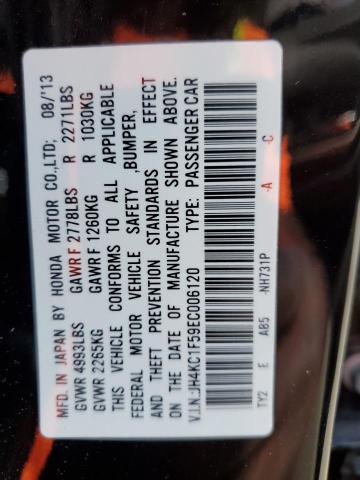 MFD. IN JAPAN BY HONDA MOTOR CO.,LTD; 08/'13
GVWR 4993LBS GAWR F 2778LBS R 2271LBS
GVWR 2265KG GAWR F 1260KG R 1030KG
THIS VEHICLE CONFORMS TO ALL APPLICABLE
FEDERAL MOTOR VEHICLE SAFETY ,BUMPER,
AND THEFT PREVENTION STANDARDS IN EFFECT
ON THE DATE OF MANUFACTURE SHOWN ABOVE.
V.I.N.:JH4KC1F59EC006120 TYPE: PASSENGER CAR
TY2 E AB5 -NH731P -A -C